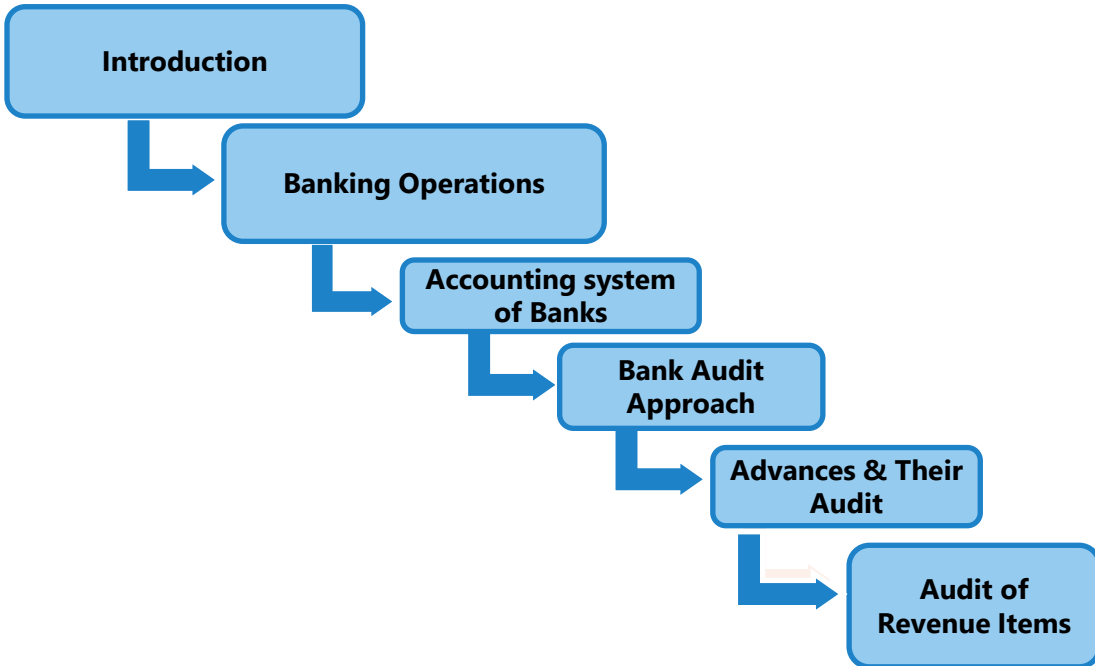 Introduction
Banking Operations
Accounting system
of Banks
Bank Audit
Approach
Advances & Their
Audit
Audit of
Revenue Items